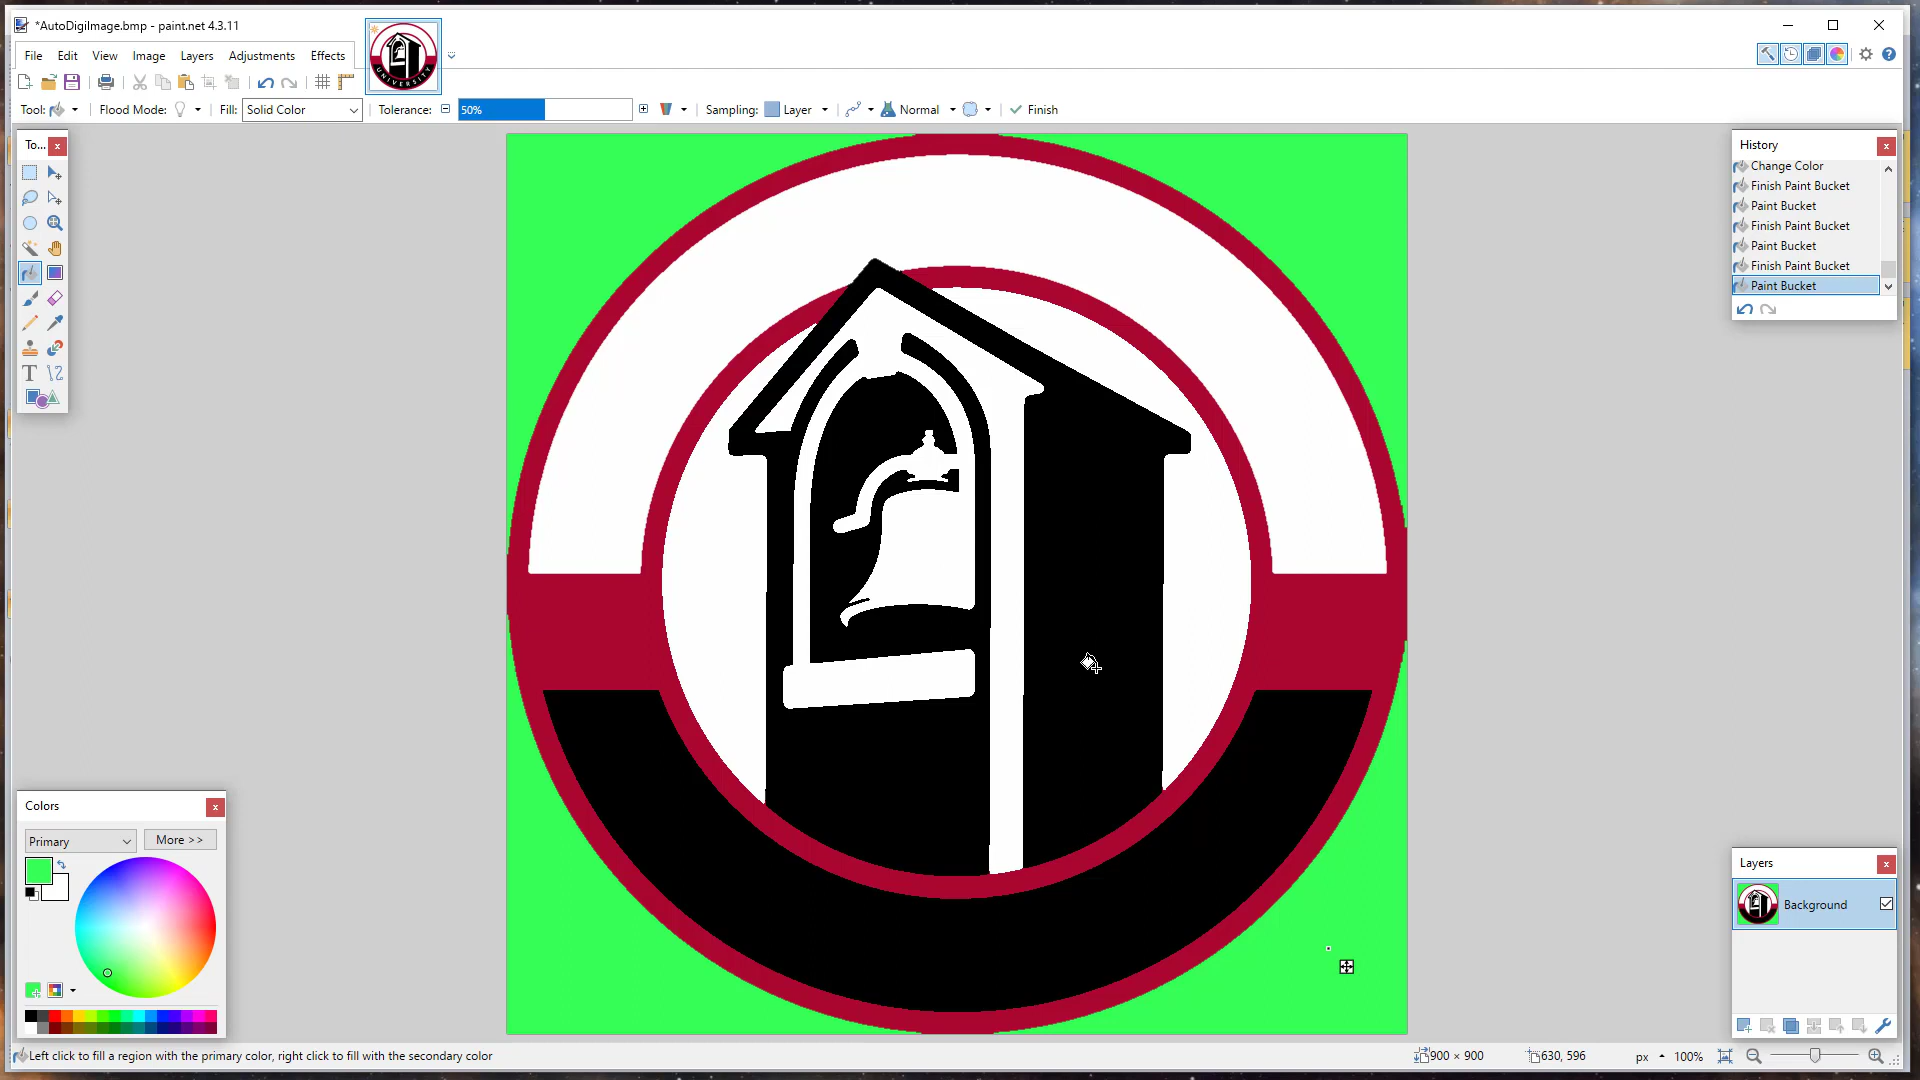 *AutoDigiImage.bmp - paint.net 4.3.11
File Edit View Image Layers Adjustments Effects
UNIVERSITY
Tool: Flood Mode: Fill: Solid Color Tolerance: 50% Sampling: Layer Normal Finish
To...
History
Change Color
Finish Paint Bucket
Paint Bucket
Finish Paint Bucket
Paint Bucket
Finish Paint Bucket
Paint Bucket
Colors
Primary More >>
Layers
Background
Left click to fill a region with the primary color, right click to fill with the secondary color 900 × 900 630, 596 px 100%